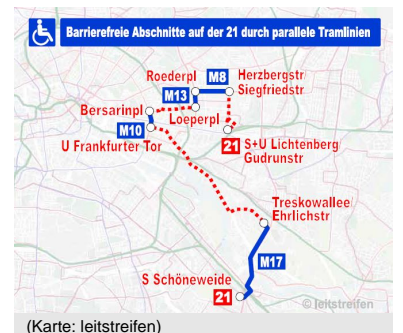 Barrierefreie Abschnitte auf der 21 durch parallele Tramlinien
Roederpl
M8
Herzbergstr
Siegfriedstr
M13
Bersarinpl
Loeperpl
M10
U Frankfurter Tor
21
S+U Lichtenberg
Gudrunstr
Treskowallee/
Ehrlichstr
M17
S Schöneweide
21
© leitstreifen
(Karte: leitstreifen)